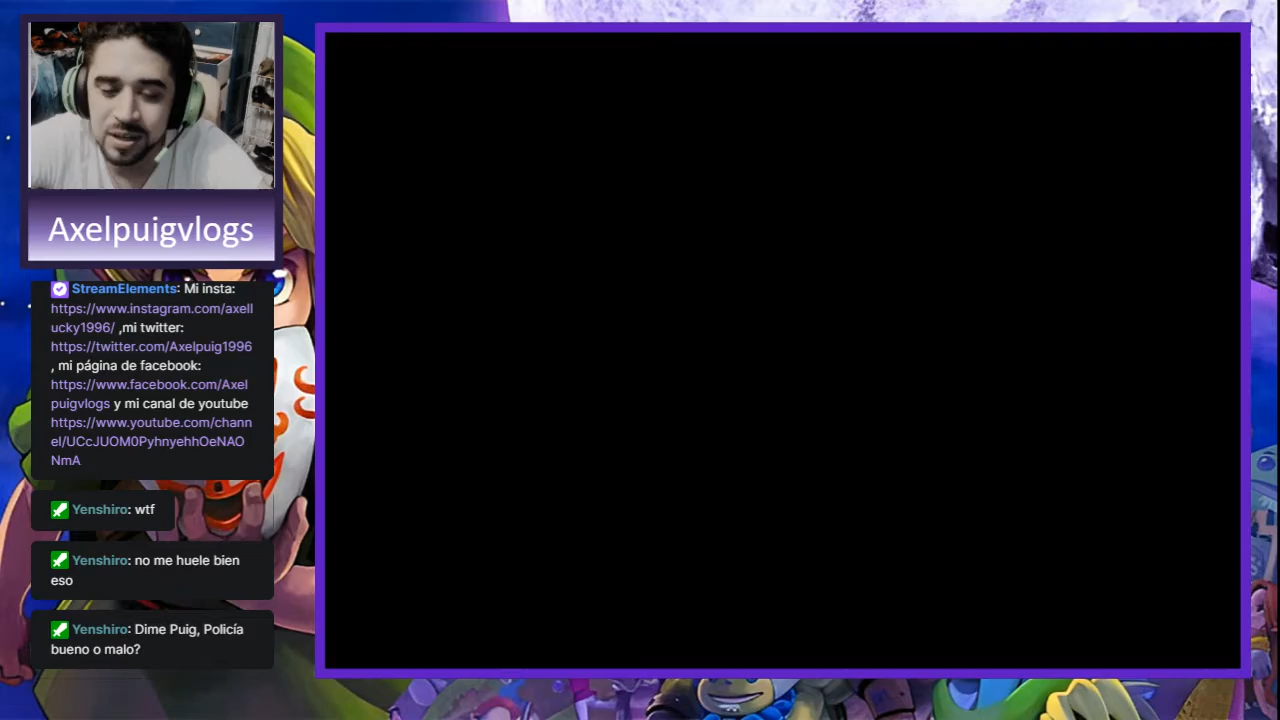 Axelpuigvlogs
StreamElements: Mi insta:
https://www.instagram.com/axell
ucky1996/ ,mi twitter:
https://twitter.com/Axelpuig1996
, mi página de facebook:
https://www.facebook.com/Axel
puigvlogs y mi canal de youtube
https://www.youtube.com/chann
el/UCcJUOM0PyhnyehhOeNAO
NmA
Yenshiro: wtf
Yenshiro: no me huele bien
eso
Yenshiro: Dime Puig, Policía
bueno o malo?